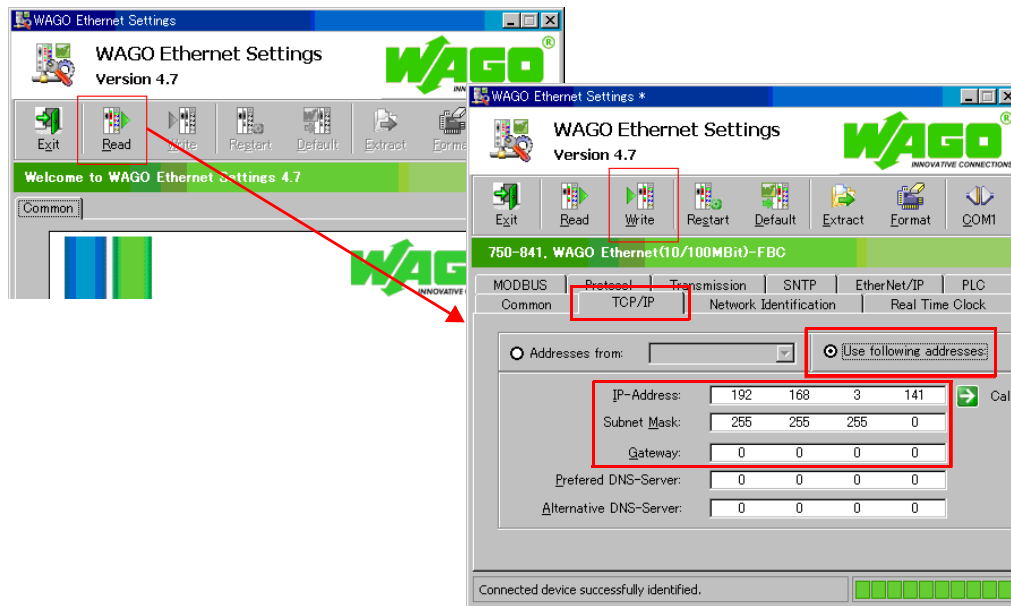 WAGO Ethernet Settings
WAGO Ethernet Settings
Version 4.7
WAGO®
Exit Read Write Restart Default Extract
Welcome to WAGO Ethernet Settings 4.7
Common
INNOVATIVE
WAGO Ethernet Settings *
WAGO Ethernet Settings
Version 4.7
WAGO®
INNOVATIVE CONNECTIONS
Exit Read Write Restart Default Extract Format COM1
750-841, WAGO Ethernet(10/100MBit)-FBC
MODBUS Protocol Transmission SNTP EtherNet/IP PLC
Common TCP/IP Network Identification Real Time Clock
Addresses from: Use following addresses:
IP-Address: 192 168 3 141 Cal
Subnet Mask: 255 255 255 0
Gateway: 0 0 0 0
Prefered DNS-Server: 0 0 0 0
Alternative DNS-Server: 0 0 0 0
Connected device successfully identified.